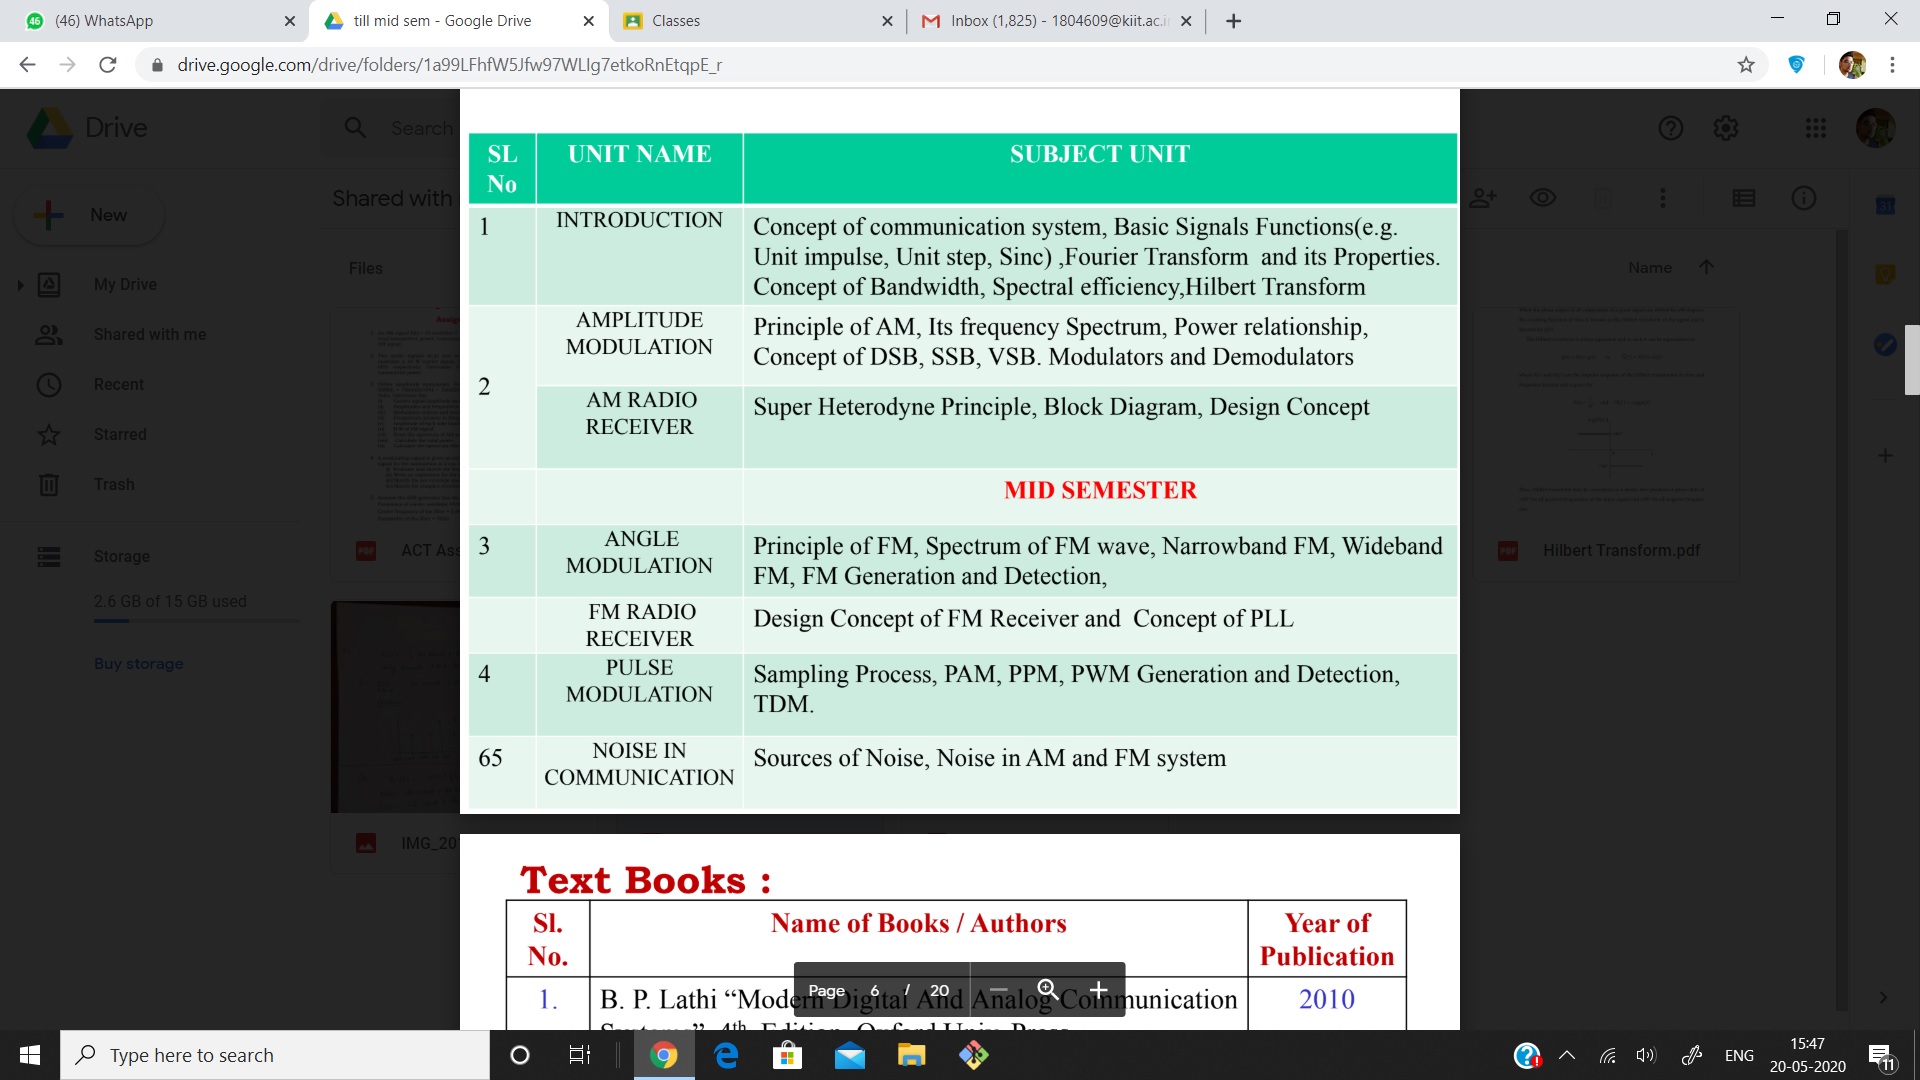 (46) WhatsApp
till mid sem - Google Drive
Classes
Inbox (1,825) - 1804609@kiit.ac.i
drive.google.com/drive/folders/1a99LFhfW5Jfw97WLIg7etkoRnEtqpE_r
Drive
Search
New
Shared with
My Drive
Shared with me
Recent
Starred
Trash
Storage
2.6 GB of 15 GB used
Buy storage
Files
Name
ACT Ass
Hilbert Transform.pdf
IMG_20
SL No
UNIT NAME
SUBJECT UNIT
1
INTRODUCTION
Concept of communication system, Basic Signals Functions(e.g.
Unit impulse, Unit step, Sinc) ,Fourier Transform and its Properties.
Concept of Bandwidth, Spectral efficiency,Hilbert Transform
2
AMPLITUDE
MODULATION
Principle of AM, Its frequency Spectrum, Power relationship,
Concept of DSB, SSB, VSB. Modulators and Demodulators
AM RADIO
RECEIVER
Super Heterodyne Principle, Block Diagram, Design Concept
MID SEMESTER
3
ANGLE
MODULATION
Principle of FM, Spectrum of FM wave, Narrowband FM, Wideband
FM, FM Generation and Detection,
FM RADIO
RECEIVER
Design Concept of FM Receiver and Concept of PLL
4
PULSE
MODULATION
Sampling Process, PAM, PPM, PWM Generation and Detection,
TDM.
65
NOISE IN
COMMUNICATION
Sources of Noise, Noise in AM and FM system
Text Books :
Sl.
No.
Name of Books / Authors
Year of
Publication
1.
B. P. Lathi “Modern Digital And Analog Communication
2010
4th Edition, Oxford Univ. Press
Page 6 / 20
Type here to search
ENG
15:47
20-05-2020
11